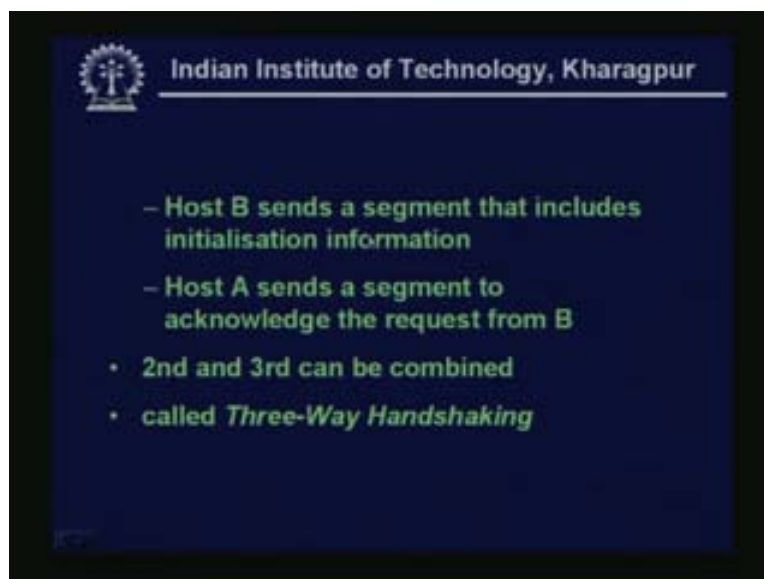 Indian Institute of Technology, Kharagpur
– Host B sends a segment that includes
initialisation information
– Host A sends a segment to
acknowledge the request from B
• 2nd and 3rd can be combined
• called Three-Way Handshaking